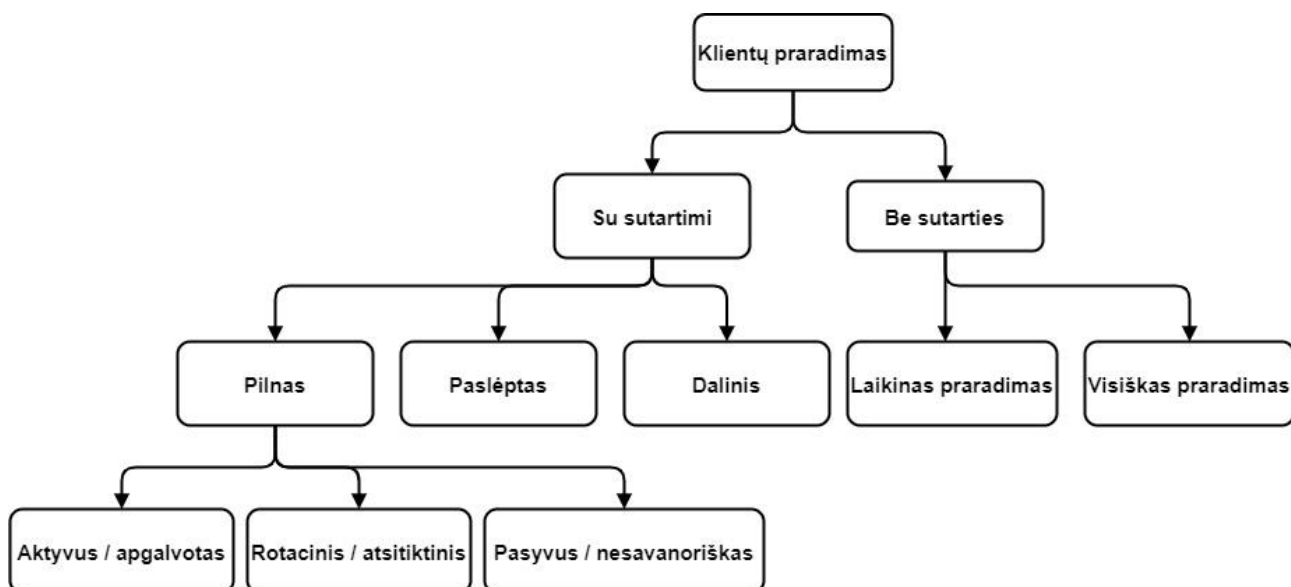 Klientų praradimas
Su sutartimi
Be sutarties
Pilnas
Paslėptas
Dalinis
Laikinas praradimas
Visiškas praradimas
Aktyvus / apgalvotas
Rotacinis / atsitiktinis
Pasyvus / nesavanoriškas